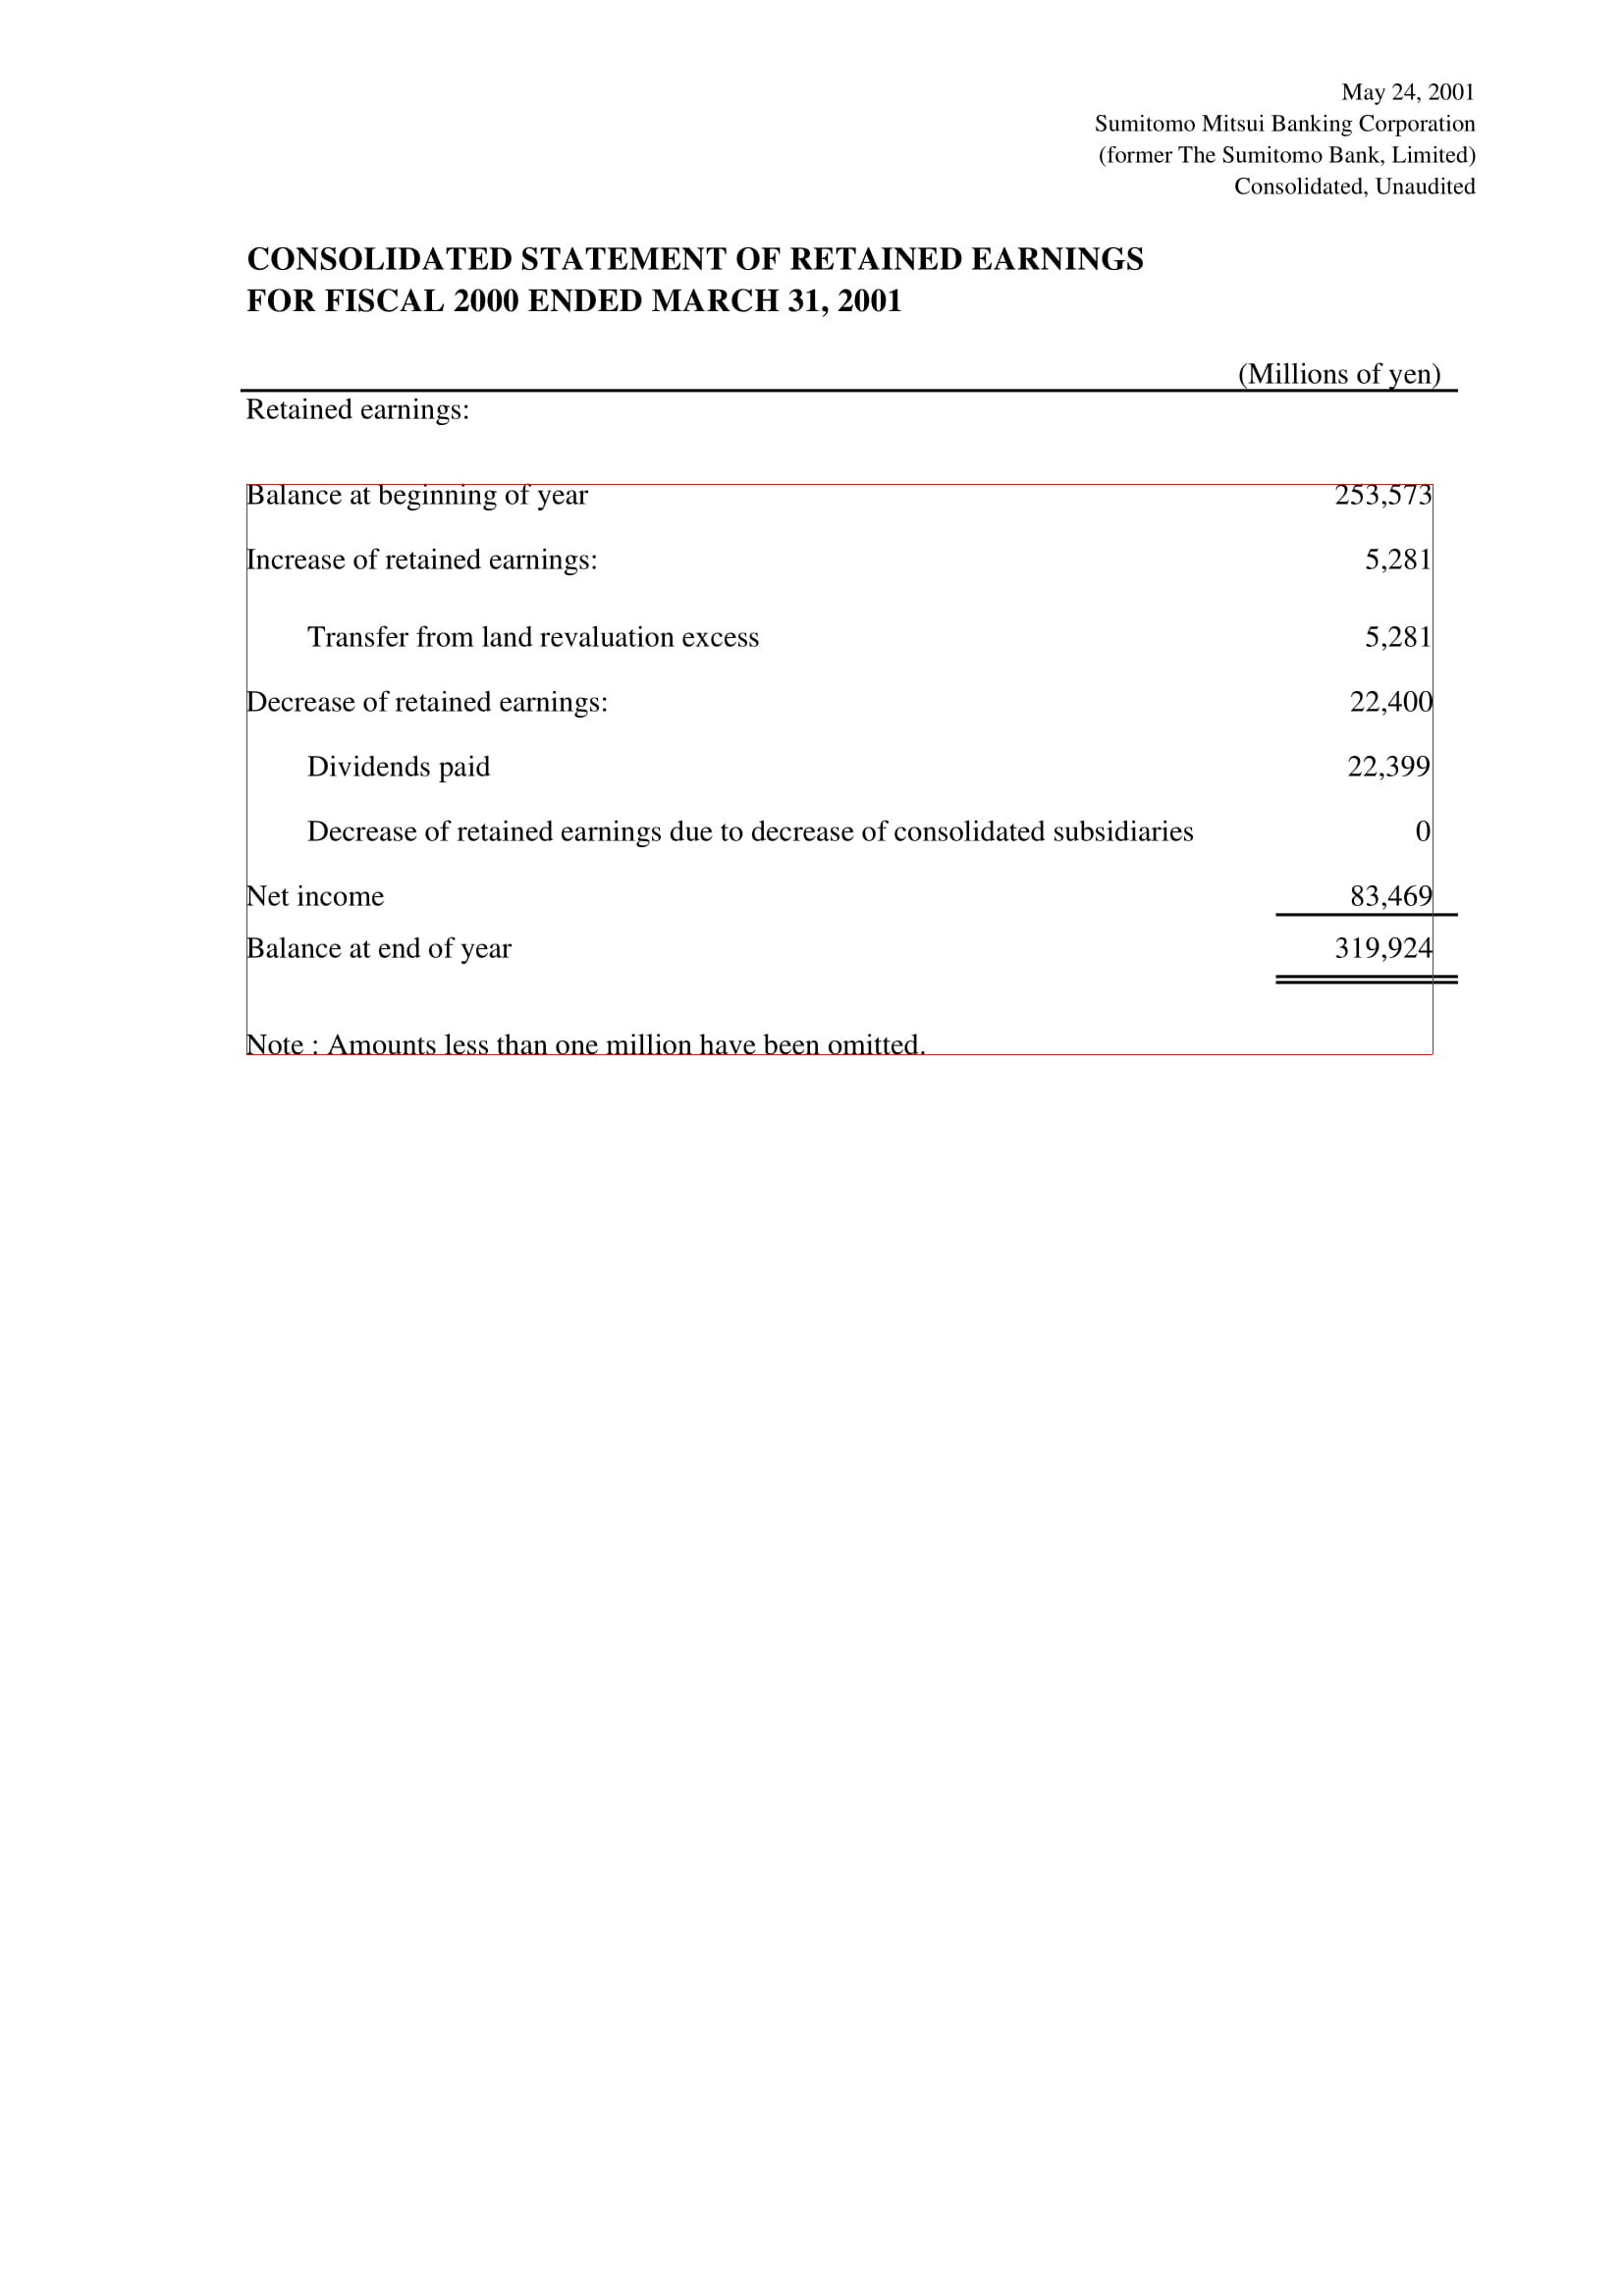 May 24, 2001
Sumitomo Mitsui Banking Corporation
(former The Sumitomo Bank, Limited)
Consolidated, Unaudited
CONSOLIDATED STATEMENT OF RETAINED EARNINGS
FOR FISCAL 2000 ENDED MARCH 31, 2001
(Millions of yen)
Retained earnings:
Balance at beginning of year 253,573
Increase of retained earnings: 5,281
Transfer from land revaluation excess 5,281
Decrease of retained earnings: 22,400
Dividends paid 22,399
Decrease of retained earnings due to decrease of consolidated subsidiaries 0
Net income 83,469
Balance at end of year 319,924
Note : Amounts less than one million have been omitted.